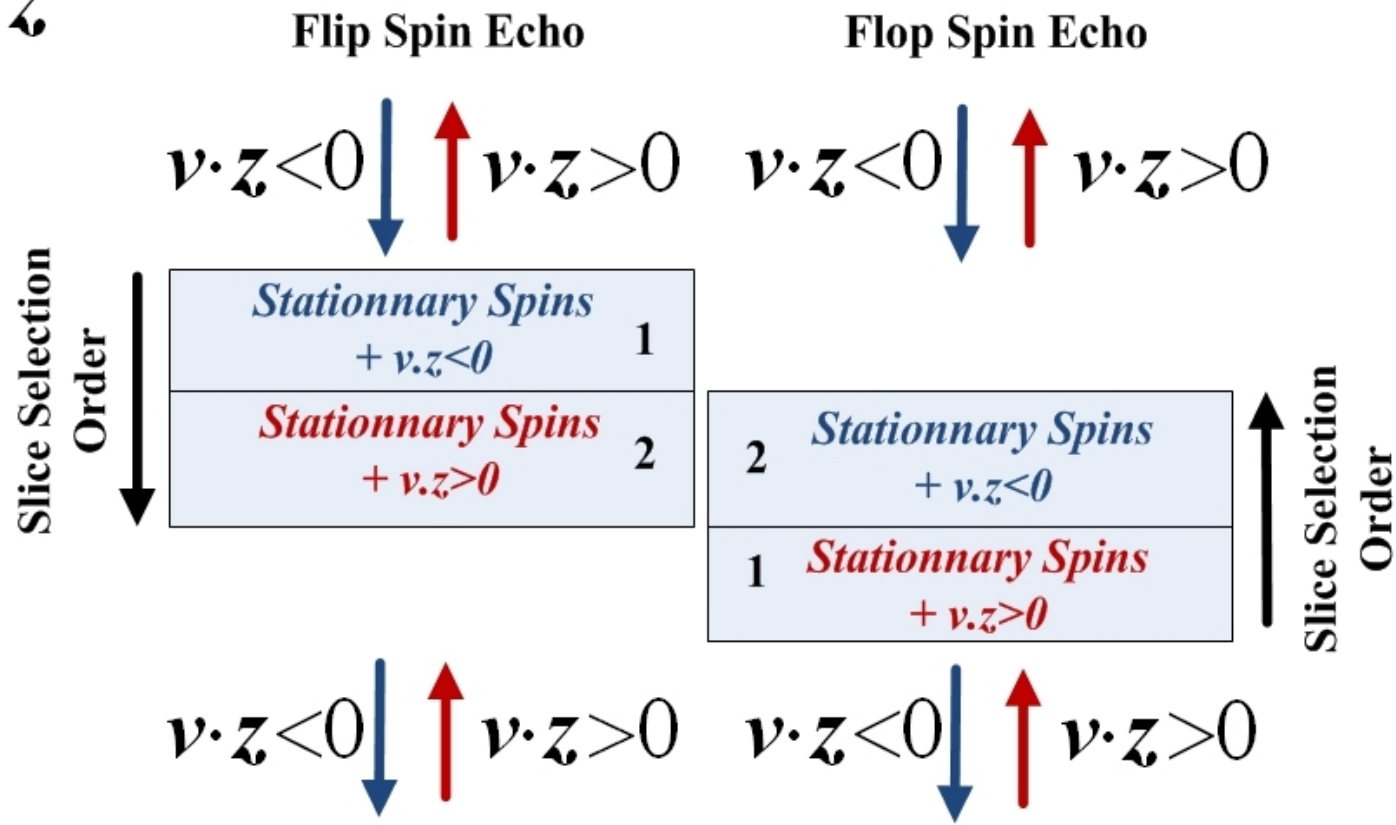 z
Flip Spin Echo
Flop Spin Echo
v·z<0
v·z>0
v·z<0
v·z>0
Slice Selection
Order
Stationnary Spins
+ v.z<0
1
Stationnary Spins
+ v.z>0
2
2
Stationnary Spins
+ v.z<0
1
Stationnary Spins
+ v.z>0
Slice Selection
Order
v·z<0
v·z>0
v·z<0
v·z>0